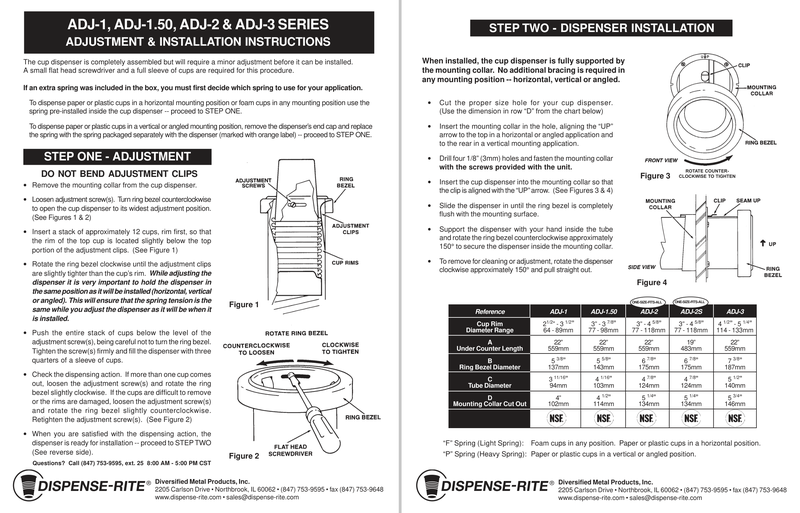 ADJ-1, ADJ-1.50, ADJ-2 & ADJ-3 SERIES
ADJUSTMENT & INSTALLATION INSTRUCTIONS
The cup dispenser is completely assembled but will require a minor adjustment before it can be installed.
A small flat head screwdriver and a full sleeve of cups are required for this procedure.
If an extra spring was included in the box, you must first decide which spring to use for your application.
To dispense paper or plastic cups in a horizontal mounting position or foam cups in any mounting position use the
spring pre-installed inside the cup dispenser -- proceed to STEP ONE.
To dispense paper or plastic cups in a vertical or angled mounting position, remove the dispenser's end cap and replace
the spring with the spring packaged separately with the dispenser (marked with orange label) -- proceed to STEP ONE.
STEP ONE - ADJUSTMENT
DO NOT BEND ADJUSTMENT CLIPS
• Remove the mounting collar from the cup dispenser.
• Loosen adjustment screw(s). Turn ring bezel counterclockwise
to open the cup dispenser to its widest adjustment position.
(See Figures 1 & 2)
• Insert a stack of approximately 12 cups, rim first, so that
the rim of the top cup is located slightly below the top
portion of the adjustment clips. (See Figure 1)
• Rotate the ring bezel clockwise until the adjustment clips
are slightly tighter than the cup's rim. While adjusting the
dispenser it is very important to hold the dispenser in
the same position as it will be installed (horizontal, vertical
or angled). This will ensure that the spring tension is the
same while you adjust the dispenser as it will be when it
is installed.
• Push the entire stack of cups below the level of the
adjustment screw(s), being careful not to turn the ring bezel.
Tighten the screw(s) firmly and fill the dispenser with three
quarters of a sleeve of cups.
• Check the dispensing action. If more than one cup comes
out, loosen the adjustment screw(s) and rotate the ring
bezel slightly clockwise. If the cups are difficult to remove
or the rims are damaged, loosen the adjustment screw(s)
and rotate the ring bezel slightly counterclockwise.
Retighten the adjustment screw(s). (See Figure 2)
• When you are satisfied with the dispensing action, the
dispenser is ready for installation -- proceed to STEP TWO
(See reverse side).
Questions? Call (847) 753-9595, ext. 25 8:00 AM - 5:00 PM CST
ADJUSTMENT
SCREWS
RING
BEZEL
ADJUSTMENT
CLIPS
CUP RIMS
Figure 1
ROTATE RING BEZEL
COUNTERCLOCKWISE
TO LOOSEN
CLOCKWISE
TO TIGHTEN
RING BEZEL
FLAT HEAD
SCREWDRIVER
Figure 2
DISPENSE-RITE®
Diversified Metal Products, Inc.
2205 Carlson Drive • Northbrook, IL 60062 • (847) 753-9595 • fax (847) 753-9648
www.dispense-rite.com • sales@dispense-rite.com
STEP TWO - DISPENSER INSTALLATION
When installed, the cup dispenser is fully supported by
the mounting collar. No additional bracing is required in
any mounting position -- horizontal, vertical or angled.
• Cut the proper size hole for your cup dispenser.
(Use the dimension in row "D" from the chart below)
• Insert the mounting collar in the hole, aligning the "UP"
arrow to the top in a horizontal or angled application and
to the rear in a vertical mounting application.
• Drill four 1/8" (3mm) holes and fasten the mounting collar
with the screws provided with the unit.
• Insert the cup dispenser into the mounting collar so that
the clip is aligned with the "UP" arrow. (See Figures 3 & 4)
• Slide the dispenser in until the ring bezel is completely
flush with the mounting surface.
• Support the dispenser with your hand inside the tube
and rotate the ring bezel counterclockwise approximately
150° to secure the dispenser inside the mounting collar.
• To remove for cleaning or adjustment, rotate the dispenser
clockwise approximately 150° and pull straight out.
UP
CLIP
MOUNTING
COLLAR
RING BEZEL
FRONT VIEW
ROTATE COUNTER-
CLOCKWISE TO TIGHTEN
Figure 3
MOUNTING
COLLAR
CLIP
SEAM UP
UP
SIDE VIEW
RING
BEZEL
Figure 4
ONE-SIZE-FITS-ALL ONE-SIZE-FITS-ALL
Reference ADJ-1 ADJ-1.50 ADJ-2 ADJ-2S ADJ-3
Cup Rim 2 1/2" - 3 1/2" 3" - 3 7/8" 3" - 4 5/8" 3" - 4 5/8" 4 1/2" - 5 1/4"
Diameter Range 64 - 89mm 77 - 98mm 77 - 118mm 77 - 118mm 114 - 133mm
A 22" 22" 22" 19" 22"
Under Counter Length 559mm 559mm 559mm 483mm 559mm
B 5 3/8" 5 5/8" 6 7/8" 6 7/8" 7 3/8"
Ring Bezel Diameter 137mm 143mm 175mm 175mm 187mm
C 3 11/16" 4 1/16" 4 7/8" 4 7/8" 5 1/2"
Tube Diameter 94mm 103mm 124mm 124mm 140mm
D 4" 4 1/2" 5 1/4" 5 1/4" 5 3/4"
Mounting Collar Cut Out 102mm 114mm 134mm 134mm 146mm
NSF NSF NSF NSF NSF
"F" Spring (Light Spring): Foam cups in any position. Paper or plastic cups in a horizontal position.
"P" Spring (Heavy Spring): Paper or plastic cups in a vertical or angled position.
DISPENSE-RITE®
Diversified Metal Products, Inc.
2205 Carlson Drive • Northbrook, IL 60062 • (847) 753-9595 • fax (847) 753-9648
www.dispense-rite.com • sales@dispense-rite.com